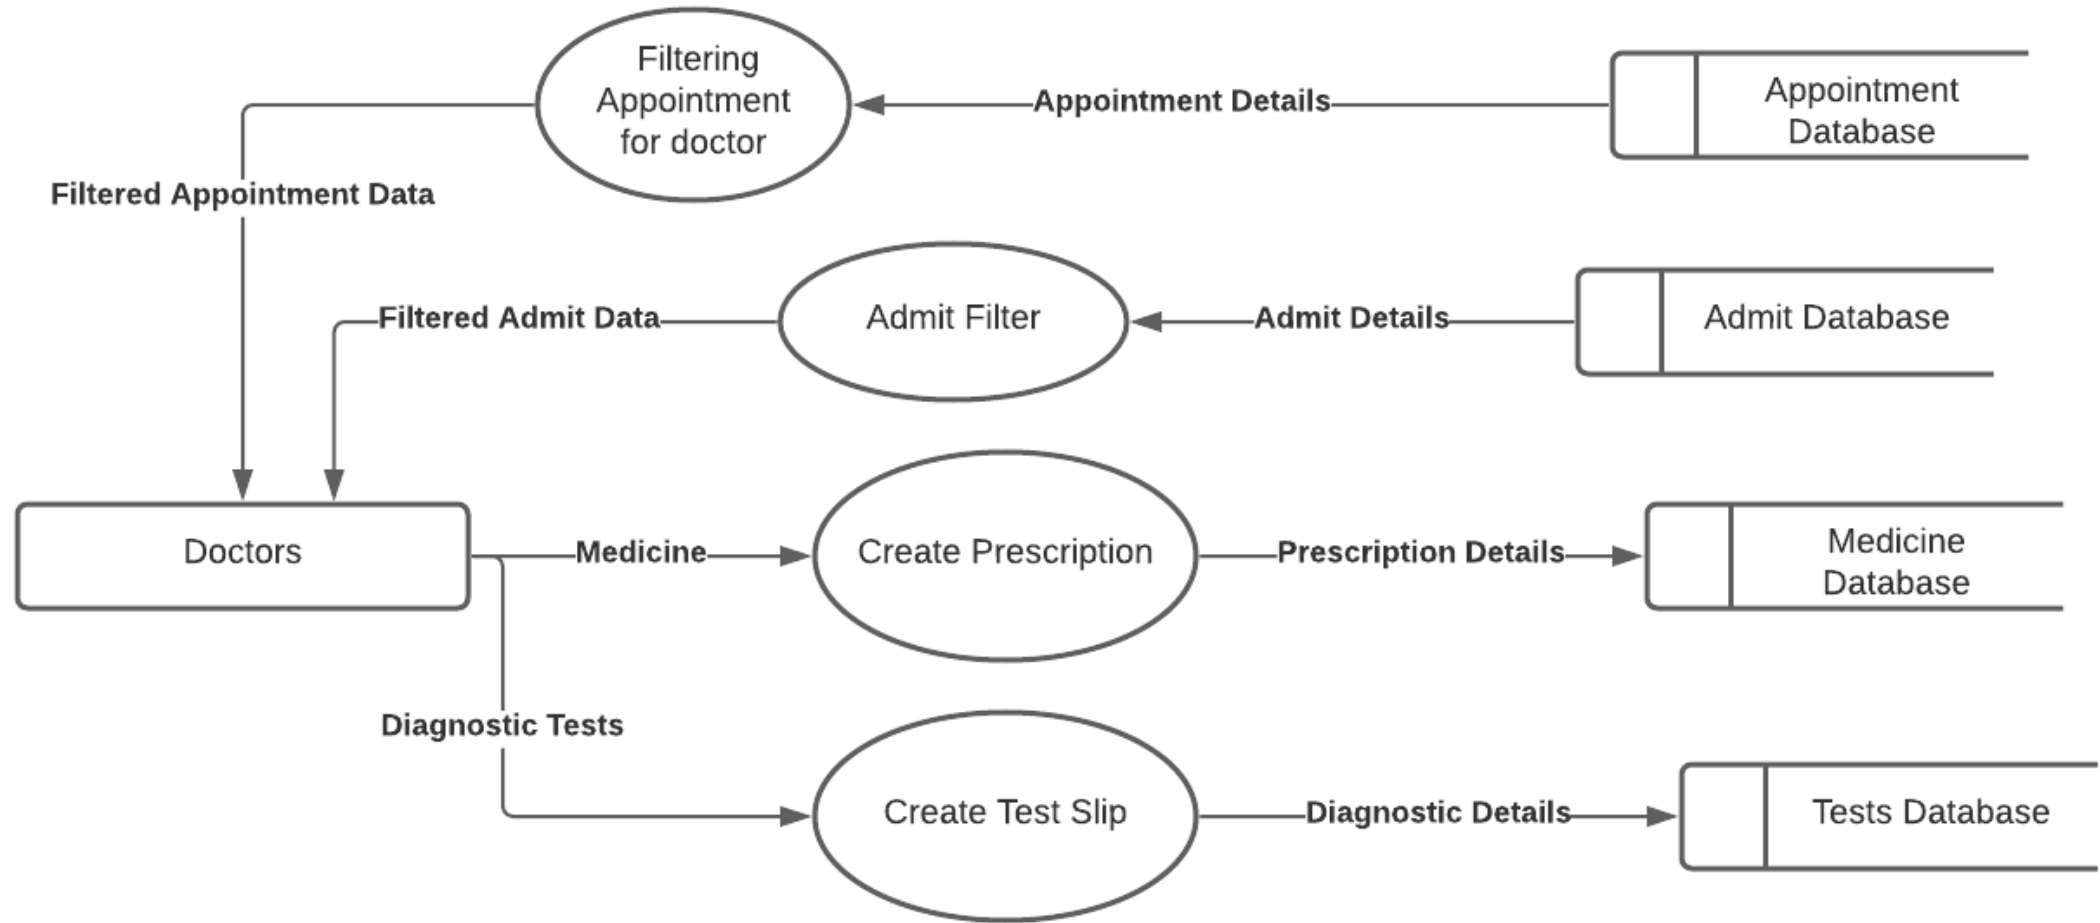 Filtering
Appointment
for doctor
Appointment Details
Appointment
Database
Filtered Appointment Data
Filtered Admit Data
Admit Filter
Admit Details
Admit Database
Doctors
Medicine
Create Prescription
Prescription Details
Medicine
Database
Diagnostic Tests
Create Test Slip
Diagnostic Details
Tests Database